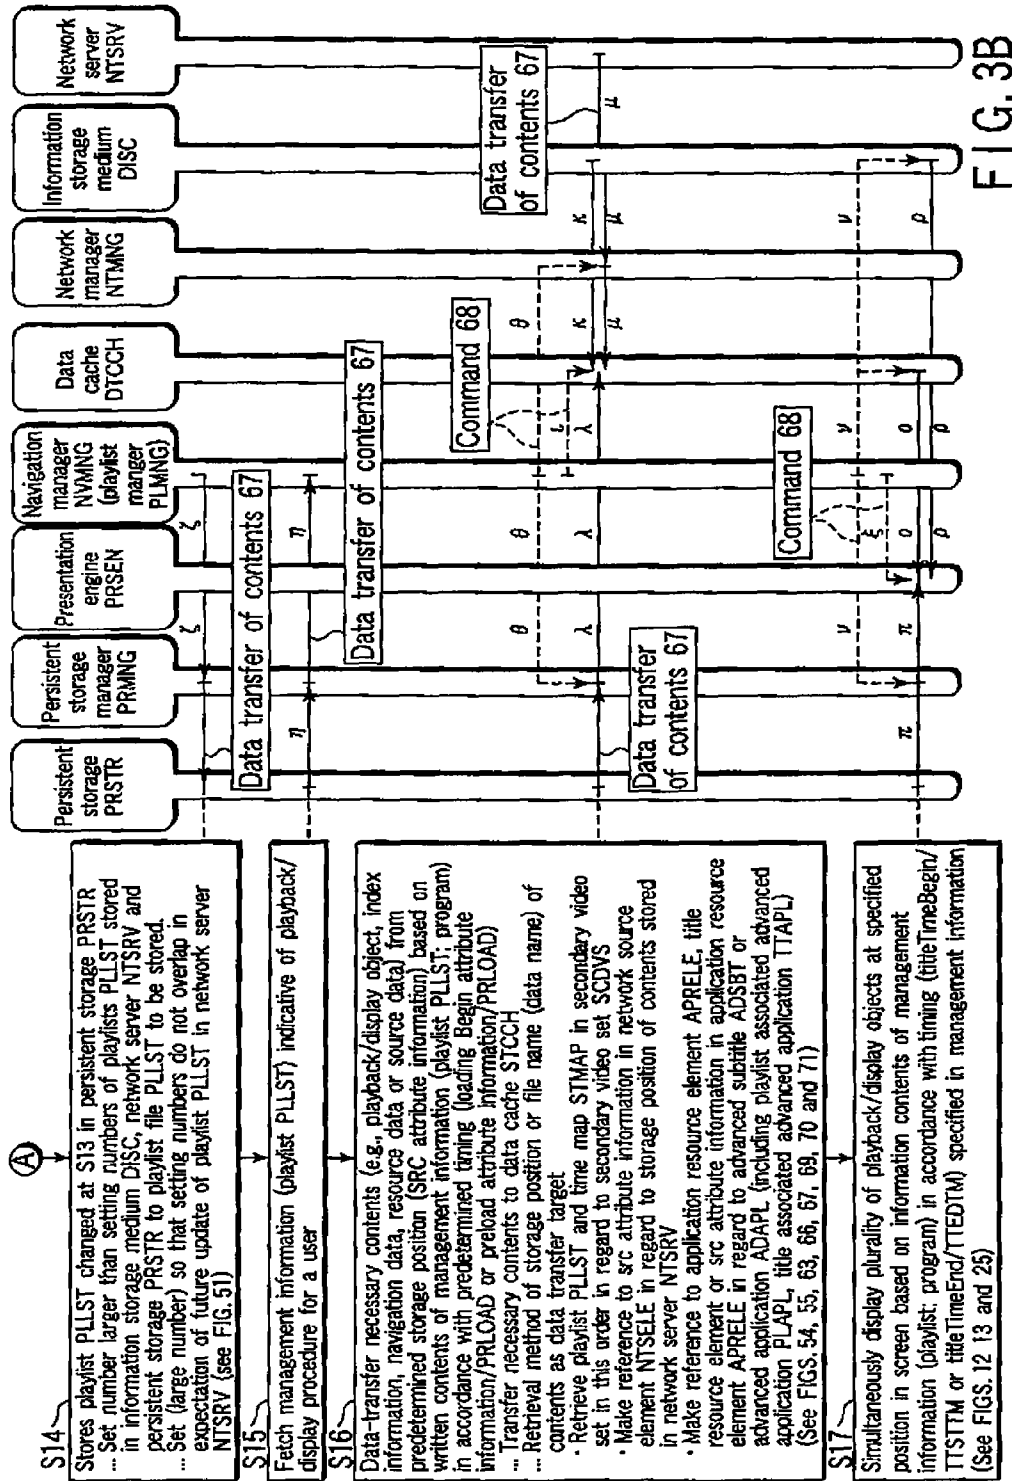 A
S14
Stores playlist PLLST changed at S13 in persistent storage PRSTR
... Set number larger than setting numbers of playlists PLLST stored
in information storage medium DISC, network server NTSRV and
persistent storage PRSTR to playlist file PLLST to be stored.
... Set (large number) so that setting numbers do not overlap in
expectation of future update of playlist PLLST in network server
NTSRV (see FIG. 51)
S15
Fetch management information (playlist PLLST) indicative of playback/
display procedure for a user
S16
Data-transfer necessary contents (e.g., playback/display object, index
information, navigation data, resource data or source data) from
predetermined storage position (SRC attribute information) based on
written contents of management information (playlist PLLST; program)
in accordance with predetermined timing (loading Begin attribute
information/PRLOAD or preload attribute information/PRLOAD)
... Transfer necessary contents to data cache STCCH
... Retrieval method of storage position or file name (data name) of
contents as data transfer target
· Retrieve playlist PLLST and time map STMAP in secondary video
set in this order in regard to secondary video set SCDVS
· Make reference to src attribute information in network source
element NTSELE in regard to storage position of contents stored
in network server NTSRV
· Make reference to application resource element APRELE, title
resource element or src attribute information in application resource
element APRELE in regard to advanced subtitle ADSBT or
advanced application ADAPL (including playlist associated advanced
application PLAPL, title associated advanced application TTAPL)
(See FIGS. 54, 55, 63, 66, 67, 69, 70 and 71)
S17
Simultaneously display plurality of playback/display objects at specified
position in screen based on information contents of management
information (playlist; program) in accordance with timing (titleTimeBegin/
TTSTTM or titleTimeEnd/TTEDTM) specified in management information
(See FIGS. 12 13 and 25)
Persistent
storage
PRSTR
Persistent
storage
manager
PRMNG
Presentation
engine
PRSEN
Navigation
manager
NVMNG
(playlist
manger
PLMNG)
Data
cache
DTCCH
Network
manager
NTMNG
Information
storage
medium
DISC
Network
server
NTSRV
ζ ζ
Data transfer of contents 67
η η
Data transfer of contents 67
θ θ θ
Command 68
ι
κ κ
λ λ λ
μ μ μ
Data transfer
of contents 67
Data transfer
of contents 67
ν ν ν
Command 68
ξ
ο ο
π π
ρ ρ ρ
FIG. 3B